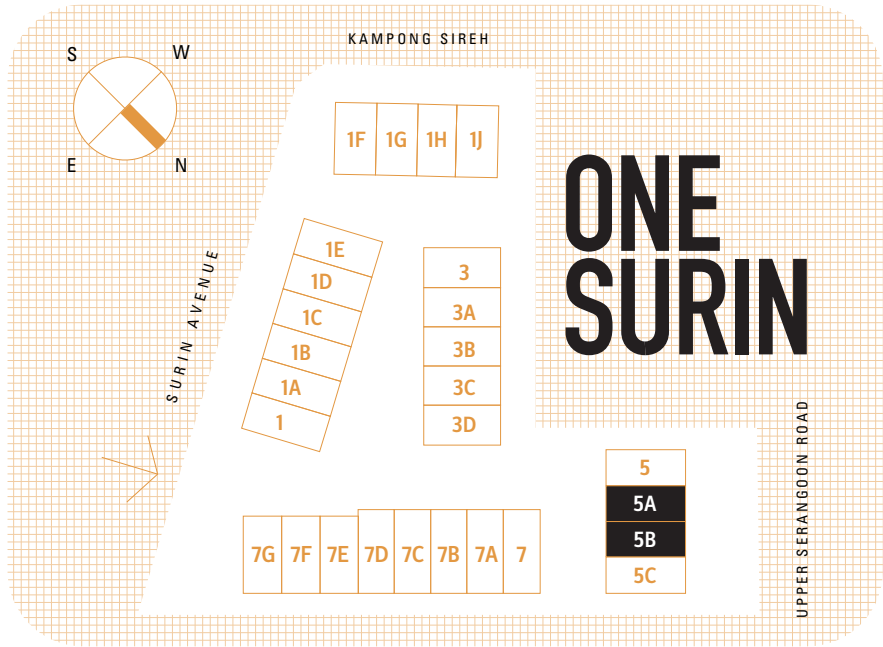 KAMPONG SIREH
S
W
E
N
1F 1G 1H 1J
ONE
SURIN
SURIN AVENUE
1E
1D
1C
1B
1A
1
3
3A
3B
3C
3D
UPPER SERANGOON ROAD
5
5A
5B
5C
7G 7F 7E 7D 7C 7B 7A 7